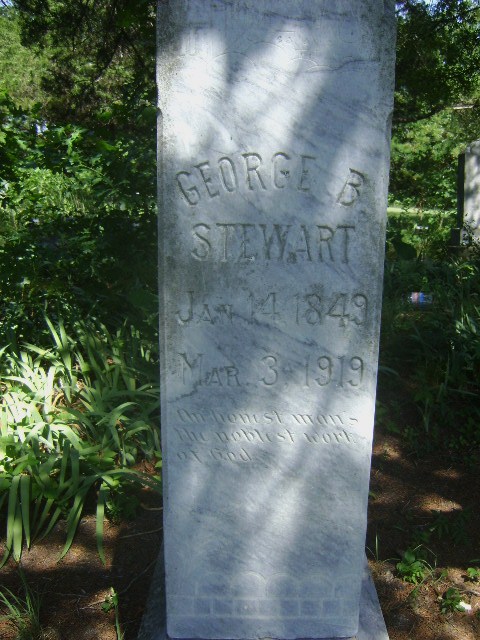 GEORGE B
STEWART
JAN 14 1849
MAR. 3. 1919
An honest man's
the noblest work
of God.